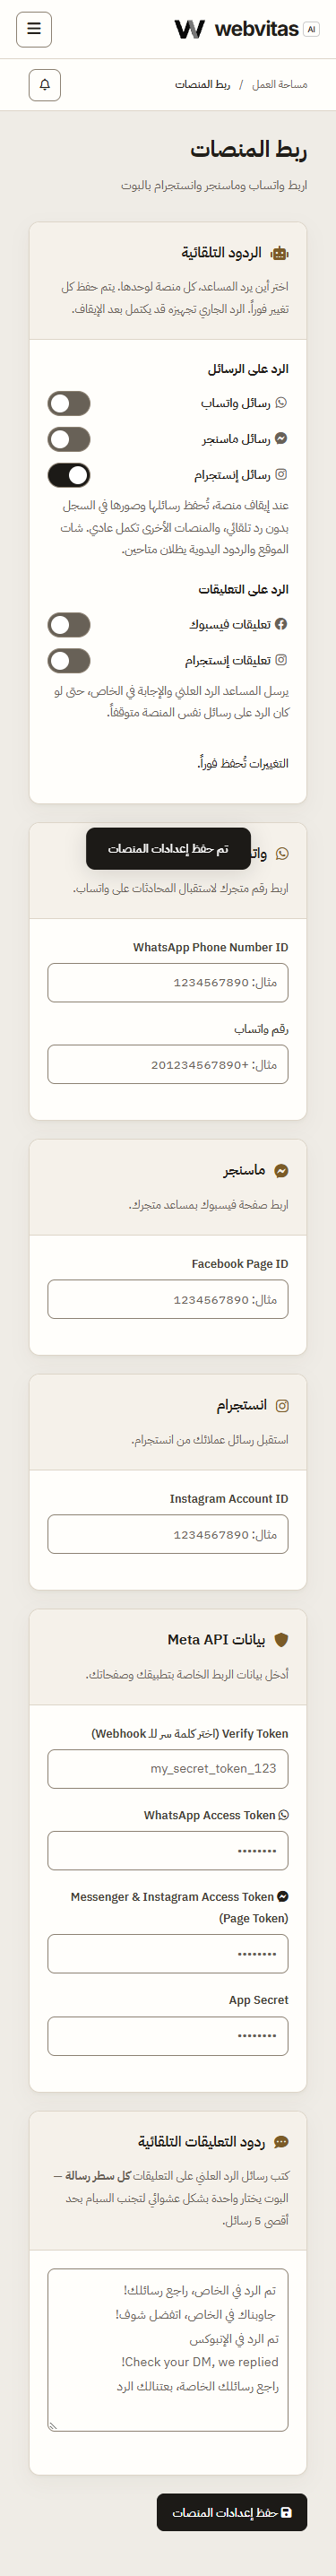 webvitas AI
مساحة العمل / ربط المنصات
ربط المنصات
اربط واتساب وماسنجر وانستجرام بالبوت
الردود التلقائية
اختر أين يرد المساعد، كل منصة لوحدها. يتم حفظ كل
تغيير فوراً. الرد الجاري تجهيزه قد يكتمل بعد الإيقاف.
الرد على الرسائل
رسائل واتساب
رسائل ماسنجر
رسائل إنستجرام
عند إيقاف منصة، تُحفظ رسائلها وصورها في السجل
بدون رد تلقائي، والمنصات الأخرى تكمل عادي. شات
الموقع والردود اليدوية يظلان متاحين.
الرد على التعليقات
تعليقات فيسبوك
تعليقات إنستجرام
يرسل المساعد الرد العلني والإجابة في الخاص، حتى لو
كان الرد على رسائل نفس المنصة متوقفاً.
التغييرات تُحفظ فوراً.
تم حفظ إعدادات المنصات
اربط رقم متجرك لاستقبال المحادثات على واتساب.
WhatsApp Phone Number ID
مثال: 1234567890
رقم واتساب
مثال: +201234567890
ماسنجر
اربط صفحة فيسبوك بمساعد متجرك.
Facebook Page ID
مثال: 1234567890
انستجرام
استقبل رسائل عملائك من انستجرام.
Instagram Account ID
مثال: 1234567890
بيانات Meta API
أدخل بيانات الربط الخاصة بتطبيقك وصفحاتك.
Verify Token (اختر كلمة سر للـ Webhook)
my_secret_token_123
WhatsApp Access Token
••••••••
Messenger & Instagram Access Token
(Page Token)
••••••••
App Secret
••••••••
ردود التعليقات التلقائية
كتب رسائل الرد العلني على التعليقات كل سطر رسالة —
البوت يختار واحدة بشكل عشوائي لتجنب السبام بحد
أقصى 5 رسائل.
تم الرد في الخاص، راجع رسائلك!
جاوبناك في الخاص، اتفضل شوف!
تم الرد في الإنبوكس
Check your DM, we replied!
راجع رسائلك الخاصة، بعتنالك الرد
حفظ إعدادات المنصات